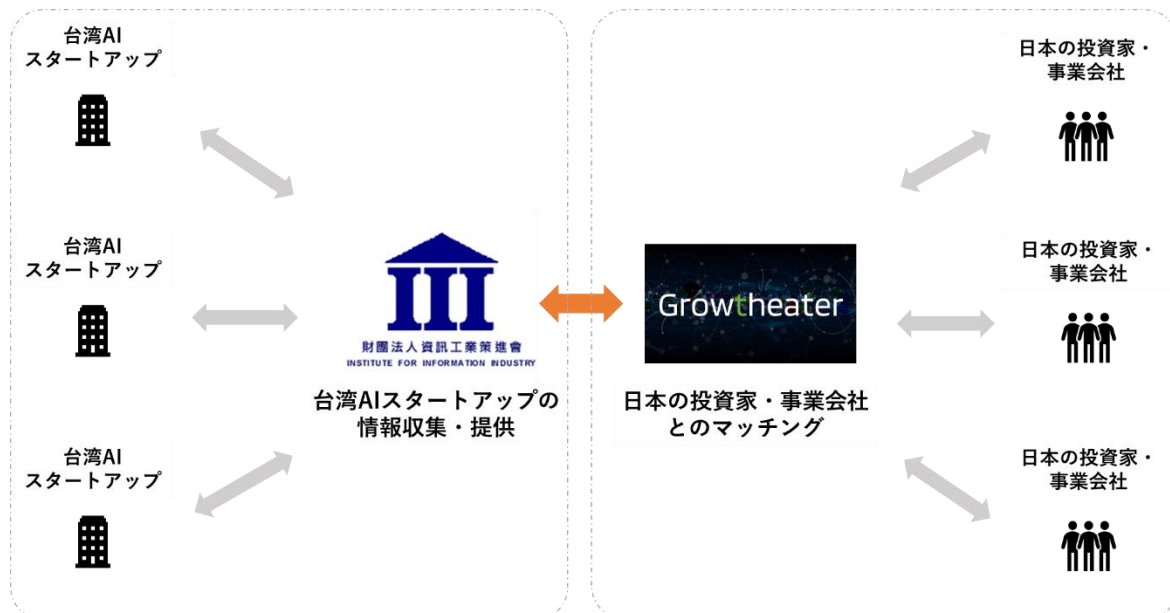 台湾AI
スタートアップ
台湾AI
スタートアップ
台湾AI
スタートアップ
財團法人資訊工業策進會
INSTITUTE FOR INFORMATION INDUSTRY
台湾AIスタートアップの
情報収集・提供
Growtheater
日本の投資家・事業会社
とのマッチング
日本の投資家・
事業会社
日本の投資家・
事業会社
日本の投資家・
事業会社